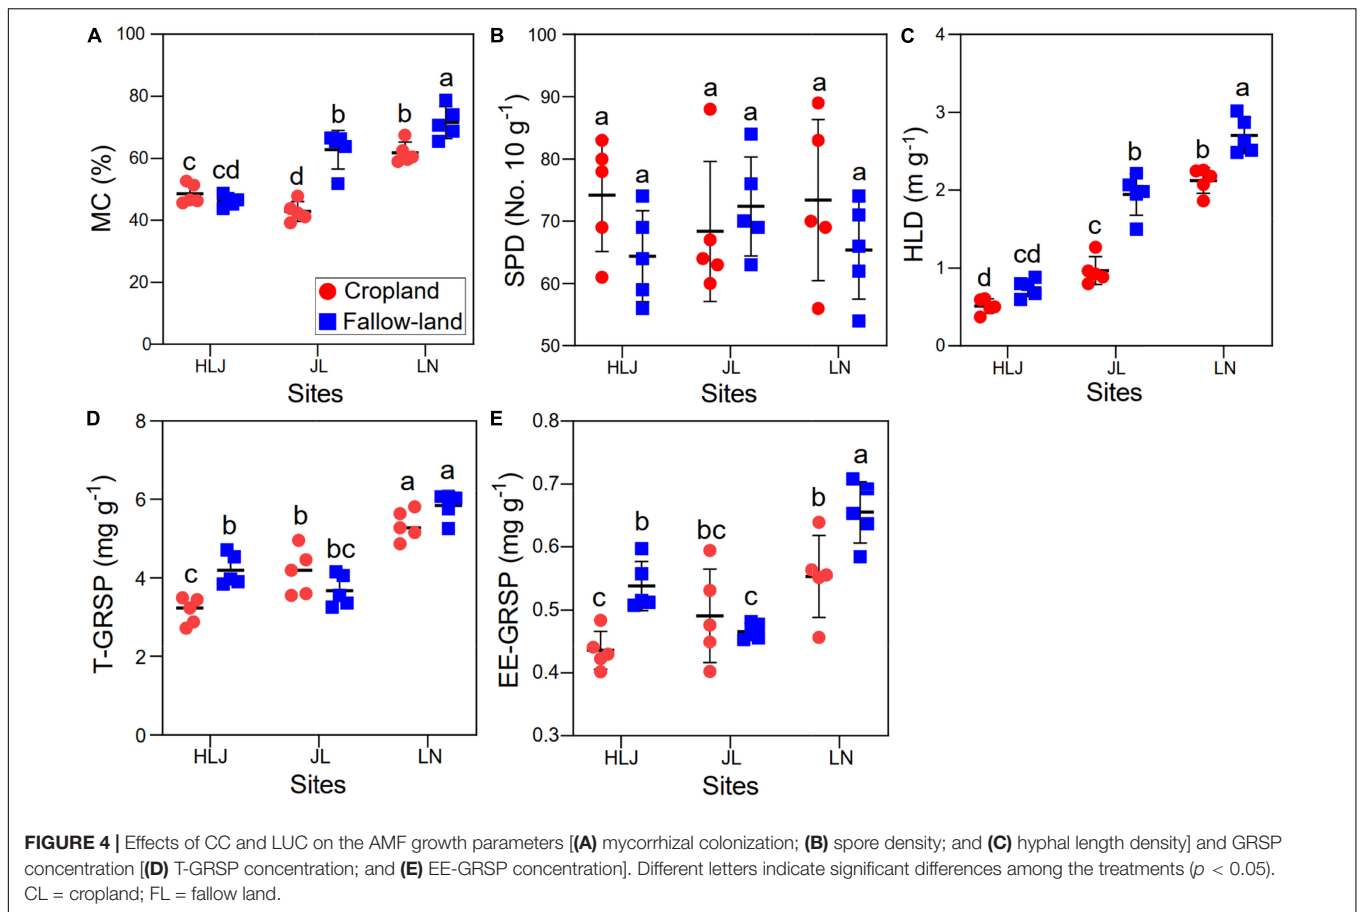 A
100
80
60
40
20
0
MC (%)
c cd d b b a
Cropland
Fallow-land
HLJ JL LN
Sites
B
100
90
80
70
60
50
SPD (No. 10 g⁻¹)
a a a a a a
HLJ JL LN
Sites
C
4
3
2
1
0
HLD (m g⁻¹)
d cd c b b a
HLJ JL LN
Sites
D
8
6
4
2
0
T-GRSP (mg g⁻¹)
c b b bc a a
HLJ JL LN
Sites
E
0.8
0.7
0.6
0.5
0.4
0.3
EE-GRSP (mg g⁻¹)
c b bc c b a
HLJ JL LN
Sites
FIGURE 4 | Effects of CC and LUC on the AMF growth parameters [(A) mycorrhizal colonization; (B) spore density; and (C) hyphal length density] and GRSP
concentration [(D) T-GRSP concentration; and (E) EE-GRSP concentration]. Different letters indicate significant differences among the treatments (p < 0.05).
CL = cropland; FL = fallow land.